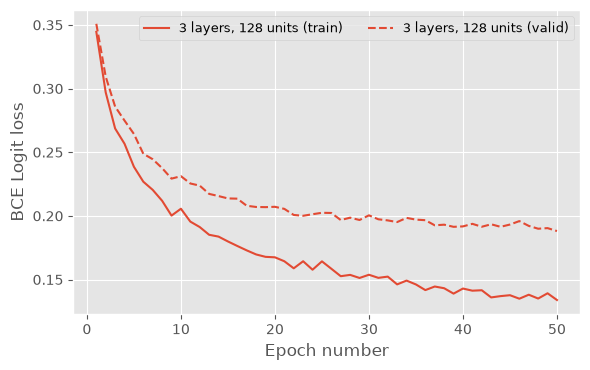 3 layers, 128 units (train)
3 layers, 128 units (valid)
BCE Logit loss
0.35
0.30
0.25
0.20
0.15
0
10
20
30
40
50
Epoch number